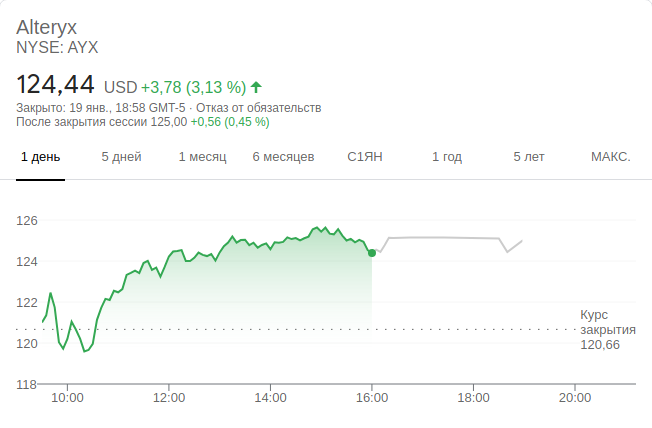 Alteryx
NYSE: AYX
124,44 USD +3,78 (3,13 %)
Закрыто: 19 янв., 18:58 GMT-5 · Отказ от обязательств
После закрытия сессии 125,00 +0,56 (0,45 %)
1 день 5 дней 1 месяц 6 месяцев С1ЯН 1 год 5 лет МАКС.
126
124
122
Курс
закрытия
120,66
120
118
10:00 12:00 14:00 16:00 18:00 20:00